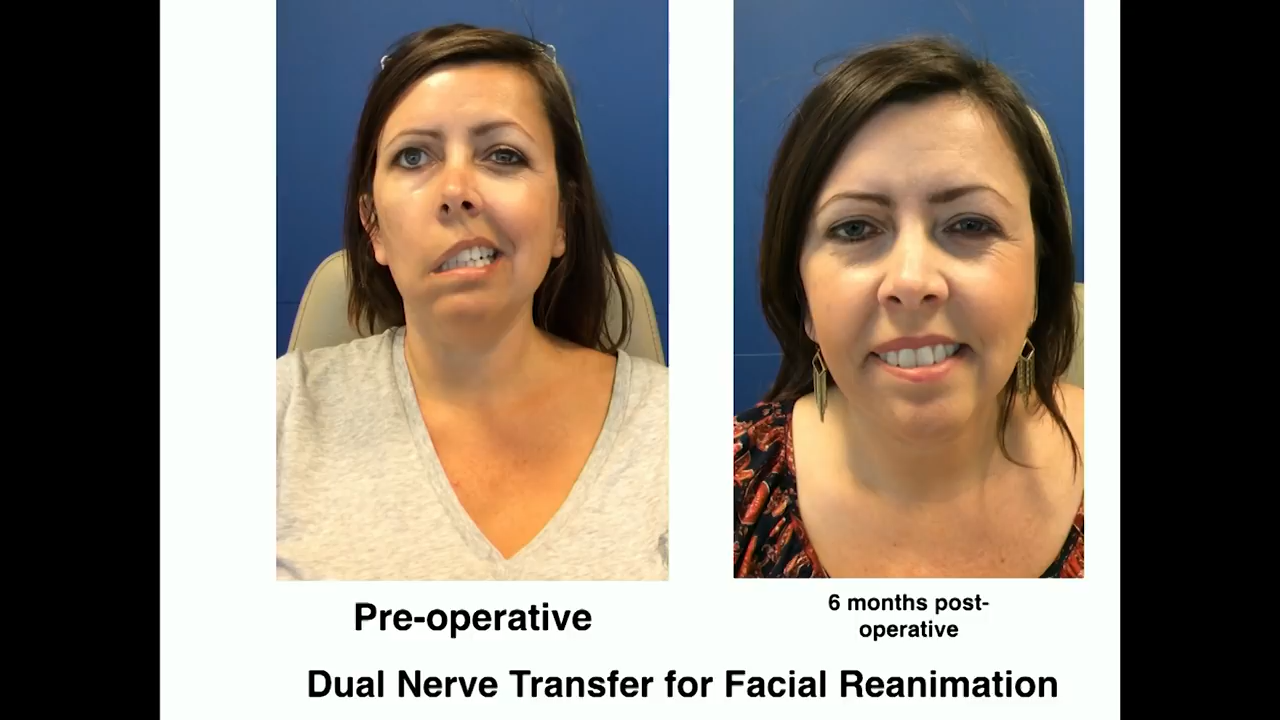 Pre-operative
6 months post-
operative
Dual Nerve Transfer for Facial Reanimation